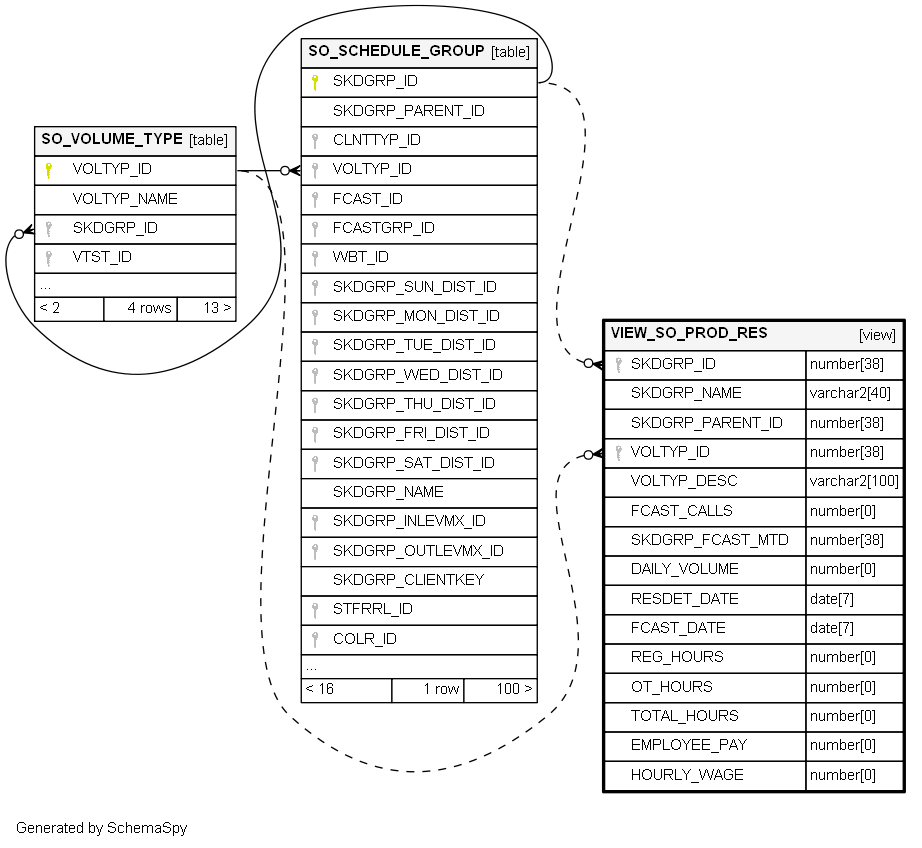 SO_SCHEDULE_GROUP [table]
SKDGRP_ID
SKDGRP_PARENT_ID
CLNTTYP_ID
VOLTYP_ID
FCAST_ID
FCASTGRP_ID
WBT_ID
SKDGRP_SUN_DIST_ID
SKDGRP_MON_DIST_ID
SKDGRP_TUE_DIST_ID
SKDGRP_WED_DIST_ID
SKDGRP_THU_DIST_ID
SKDGRP_FRI_DIST_ID
SKDGRP_SAT_DIST_ID
SKDGRP_NAME
SKDGRP_INLEVMX_ID
SKDGRP_OUTLEVMX_ID
SKDGRP_CLIENTKEY
STFRRL_ID
COLR_ID
...
< 16 1 row 100 >
SO_VOLUME_TYPE [table]
VOLTYP_ID
VOLTYP_NAME
SKDGRP_ID
VTST_ID
...
< 2 4 rows 13 >
VIEW_SO_PROD_RES [view]
SKDGRP_ID number[38]
SKDGRP_NAME varchar2[40]
SKDGRP_PARENT_ID number[38]
VOLTYP_ID number[38]
VOLTYP_DESC varchar2[100]
FCAST_CALLS number[0]
SKDGRP_FCAST_MTD number[38]
DAILY_VOLUME number[0]
RESDET_DATE date[7]
FCAST_DATE date[7]
REG_HOURS number[0]
OT_HOURS number[0]
TOTAL_HOURS number[0]
EMPLOYEE_PAY number[0]
HOURLY_WAGE number[0]
Generated by SchemaSpy